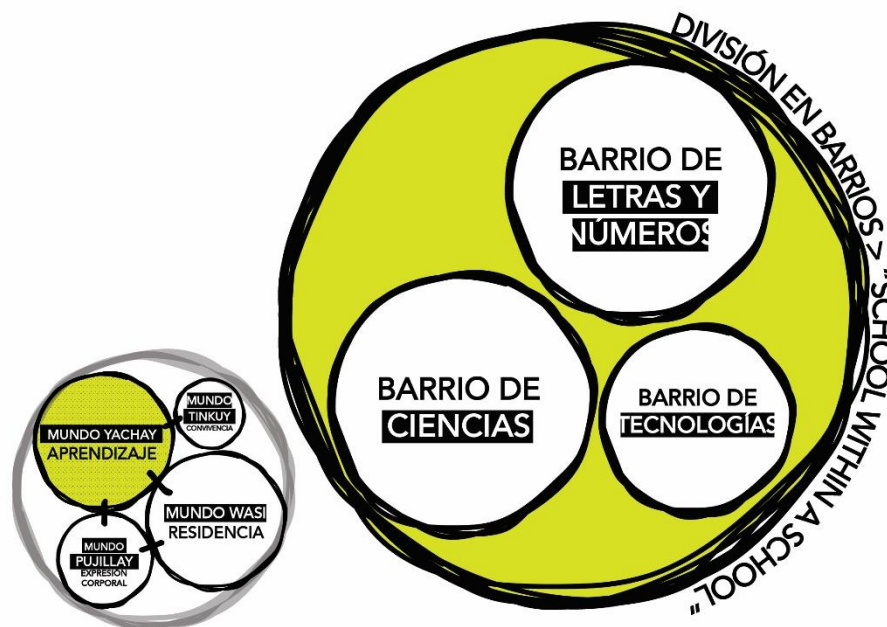 DIVISIÓN EN BARRIOS > "SCHOOL WITHIN A SCHOOL"
BARRIO DE
LETRAS Y
NÚMEROS
BARRIO DE
CIENCIAS
BARRIO DE
TECNOLOGÍAS
MUNDO YACHAY
APRENDIZAJE
MUNDO
TINKUY
CONVIVENCIA
MUNDO WASI
RESIDENCIA
MUNDO
PUJILLAY
EXPRESIÓN
CORPORAL